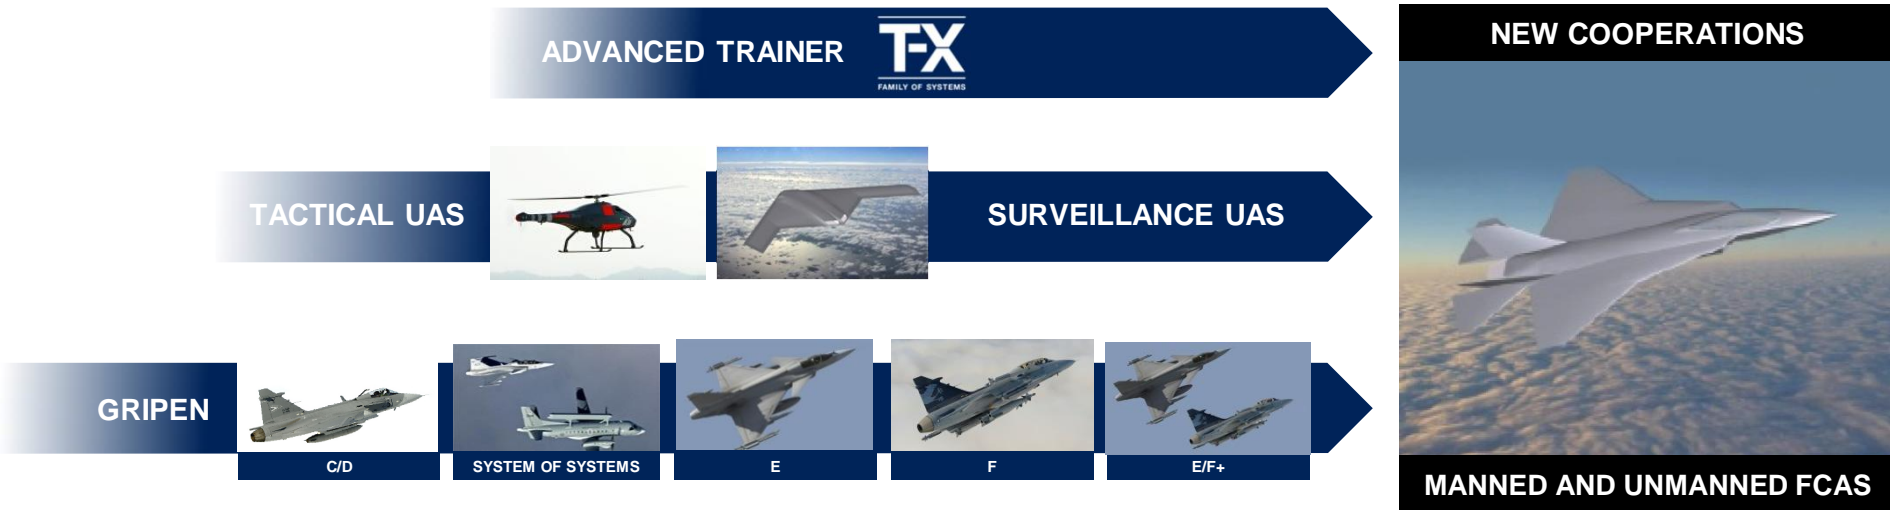 ADVANCED TRAINER
T-X
FAMILY OF SYSTEMS
TACTICAL UAS
SURVEILLANCE UAS
GRIPEN
C/D
SYSTEM OF SYSTEMS
E
F
E/F+
NEW COOPERATIONS
MANNED AND UNMANNED FCAS